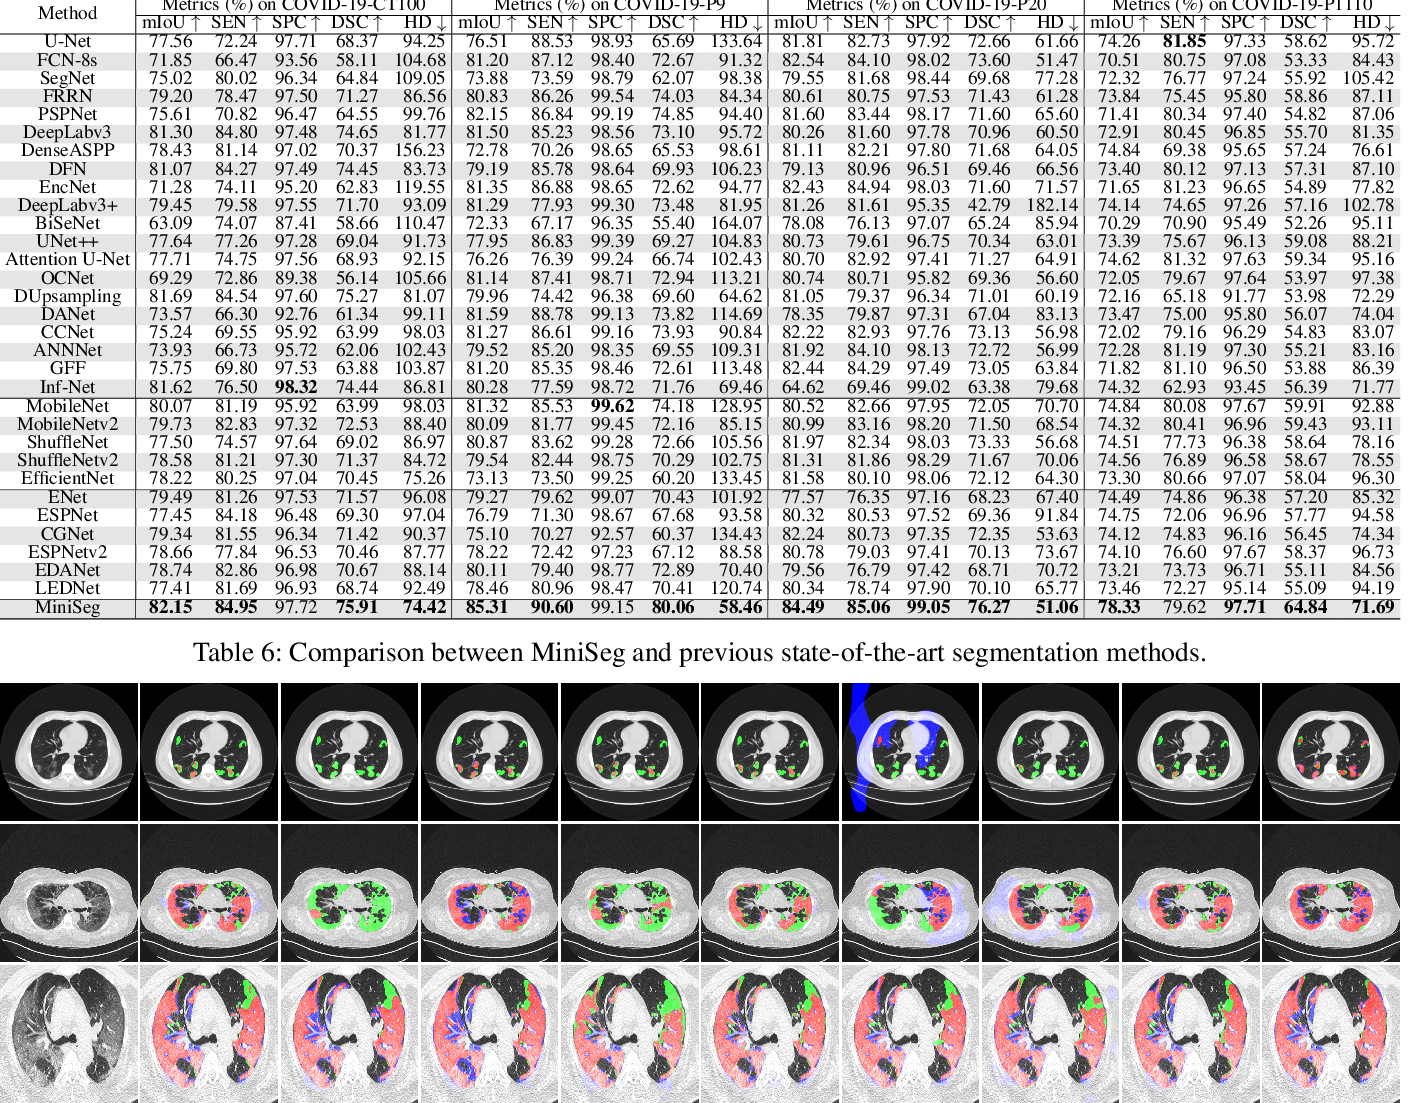 Method Metrics (%) on COVID-19-CT100 Metrics (%) on COVID-19-P9 Metrics (%) on COVID-19-P20 Metrics (%) on COVID-19-P1110
mIoU ↑ SEN ↑ SPC ↑ DSC ↑ HD ↓ mIoU ↑ SEN ↑ SPC ↑ DSC ↑ HD ↓ mIoU ↑ SEN ↑ SPC ↑ DSC ↑ HD ↓ mIoU ↑ SEN ↑ SPC ↑ DSC ↑ HD ↓
U-Net 77.56 72.24 97.71 68.37 94.25 76.51 88.53 98.93 65.69 133.64 81.81 82.73 97.92 72.66 61.66 74.26 81.85 97.33 58.62 95.72
FCN-8s 71.85 66.47 93.56 58.11 104.68 81.20 87.12 98.40 72.67 91.32 82.54 84.10 98.02 73.60 51.47 70.51 80.75 97.08 53.33 84.43
SegNet 75.02 80.02 96.34 64.84 109.05 73.88 73.59 98.79 62.07 98.38 79.55 81.68 98.44 69.68 77.28 72.32 76.77 97.24 55.92 105.42
FRRN 79.20 78.47 97.50 71.27 86.56 80.83 86.26 99.54 74.03 84.34 80.61 80.75 97.53 71.43 61.28 73.84 75.45 95.80 58.86 87.11
PSPNet 75.61 70.82 96.47 64.55 99.76 82.15 86.84 99.19 74.85 94.40 81.60 83.44 98.17 71.60 65.60 71.41 80.34 97.40 54.82 87.06
DeepLabv3 81.30 84.80 97.48 74.65 81.77 81.50 85.23 98.56 73.10 95.72 80.26 81.60 97.80 70.96 60.50 72.91 80.45 96.85 55.70 81.35
DenseASPP 78.43 81.14 97.02 70.37 156.23 72.78 70.26 98.65 65.53 98.61 81.11 82.21 97.80 71.68 64.05 74.84 69.38 95.65 57.24 76.61
DFN 81.07 84.27 97.49 74.45 83.73 79.19 85.78 98.64 69.93 106.23 79.13 80.96 96.51 69.46 66.56 73.40 80.12 97.13 57.31 87.10
EncNet 71.28 74.11 95.20 62.83 119.55 81.35 86.88 98.65 72.62 94.77 82.43 84.94 98.03 71.60 71.57 71.65 81.23 96.65 54.89 77.82
DeepLabv3+ 79.45 79.58 97.55 71.70 93.09 81.29 77.93 99.30 73.48 81.95 81.26 81.61 95.35 42.79 182.14 74.14 74.65 97.26 57.16 102.78
BiSeNet 63.09 74.07 87.41 58.66 110.47 72.33 67.17 96.35 55.40 164.07 78.08 76.13 97.07 65.24 85.94 70.29 70.90 95.49 52.26 95.11
UNet++ 77.64 77.26 97.28 69.04 91.73 77.95 86.83 99.39 69.27 104.83 80.73 79.61 96.75 70.34 63.01 73.39 75.67 96.13 59.08 88.21
Attention U-Net 77.71 74.75 97.56 68.93 92.15 76.26 76.39 99.24 66.74 102.43 80.70 82.92 97.41 71.27 64.91 74.62 81.32 97.63 59.34 95.16
OCNet 69.29 72.86 89.38 56.14 105.66 81.14 87.41 98.71 72.94 113.21 80.74 80.71 95.82 69.36 56.60 72.05 79.67 97.64 53.97 97.38
DUpsampling 81.69 84.54 97.60 75.27 81.07 79.96 74.42 96.38 69.60 64.62 81.05 79.37 96.34 71.01 60.19 72.16 65.18 91.77 53.98 72.29
DANet 73.57 66.30 92.76 61.34 99.11 81.59 88.78 99.13 73.82 114.69 78.35 79.87 97.31 67.04 83.13 73.47 75.00 95.80 56.07 74.04
CCNet 75.24 69.55 95.92 63.99 98.03 81.27 86.61 99.16 73.93 90.84 82.22 82.93 97.76 73.13 56.98 72.02 79.16 96.29 54.83 83.07
ANNNet 73.93 66.73 95.72 62.06 102.43 79.52 85.20 98.35 69.55 109.31 81.92 84.10 98.13 72.72 56.99 72.28 81.19 97.30 55.21 83.16
GFF 75.75 69.80 97.53 63.88 103.87 81.20 85.35 98.46 72.61 113.48 82.44 84.29 97.49 73.05 63.84 71.82 81.10 96.50 53.88 86.39
Inf-Net 81.62 76.50 98.32 74.44 86.81 80.28 77.59 98.72 71.76 69.46 64.62 69.46 99.02 63.38 79.68 74.32 62.93 93.45 56.39 71.77
MobileNet 80.07 81.19 95.92 63.99 98.03 81.32 85.53 99.62 74.18 128.95 80.52 82.66 97.95 72.05 70.70 74.84 80.08 97.67 59.91 92.88
MobileNetv2 79.73 82.83 97.32 72.53 88.40 80.09 81.77 99.45 72.16 85.15 80.99 83.16 98.20 71.50 68.54 74.32 80.41 96.96 59.43 93.11
ShuffleNet 77.50 74.57 97.64 69.02 86.97 80.87 83.62 99.28 72.66 105.56 81.97 82.34 98.03 73.33 56.68 74.51 77.73 96.38 58.64 78.16
ShuffleNetv2 78.58 81.21 97.30 71.37 84.72 79.54 82.44 98.75 70.29 102.75 81.31 81.86 98.29 71.67 70.06 74.56 76.89 96.58 58.67 78.55
EfficientNet 78.22 80.25 97.04 70.45 75.26 73.13 73.50 99.25 60.20 133.45 81.58 80.10 98.06 72.12 64.30 73.30 80.66 97.07 58.04 96.30
ENet 79.49 81.26 97.53 71.57 96.08 79.27 79.62 99.07 70.43 101.92 77.57 76.35 97.16 68.23 67.40 74.49 74.86 96.38 57.20 85.32
ESPNet 77.45 84.18 96.48 69.30 97.04 76.79 71.30 98.67 67.68 93.58 80.32 80.53 97.52 69.36 91.84 74.75 72.06 96.96 57.77 94.58
CGNet 79.34 81.55 96.34 71.42 90.37 75.10 70.27 92.57 60.37 134.43 82.24 80.73 97.35 72.35 53.63 74.12 74.83 96.16 56.45 74.34
ESPNetv2 78.66 77.84 96.53 70.46 87.77 78.22 72.42 97.23 67.12 88.58 80.78 79.03 97.41 70.13 73.67 74.10 76.60 97.67 58.37 96.73
EDANet 78.74 82.86 96.98 70.67 88.14 80.11 79.40 98.77 72.89 70.40 79.56 76.79 97.42 68.71 70.72 73.21 73.73 96.71 55.11 84.56
LEDNet 77.41 81.69 96.93 68.74 92.49 78.46 80.96 98.47 70.41 120.74 80.34 78.74 97.90 70.10 65.77 73.46 72.27 95.14 55.09 94.19
MiniSeg 82.15 84.95 97.72 75.91 74.42 85.31 90.60 99.15 80.06 58.46 84.49 85.06 99.05 76.27 51.06 78.33 79.62 97.71 64.84 71.69
Table 6: Comparison between MiniSeg and previous state-of-the-art segmentation methods.